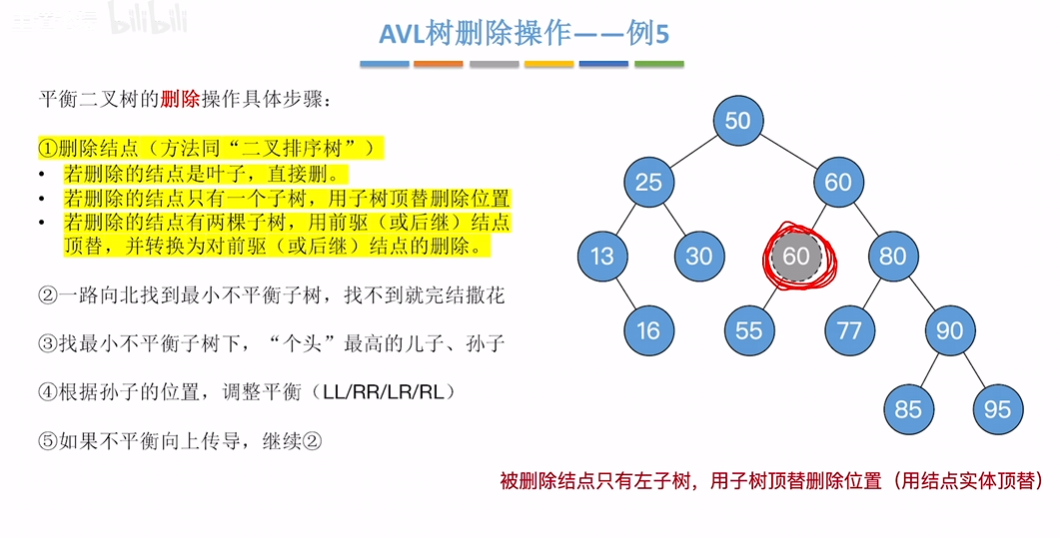 bilibili
AVL树删除操作——例5
平衡二叉树的删除操作具体步骤：
①删除结点（方法同“二叉排序树”）
• 若删除的结点是叶子，直接删。
• 若删除的结点只有一个子树，用子树顶替删除位置
• 若删除的结点有两棵子树，用前驱（或后继）结点
顶替，并转换为对前驱（或后继）结点的删除。
②一路向北找到最小不平衡子树，找不到就完结撒花
③找最小不平衡子树下，“个头”最高的儿子、孙子
④根据孙子的位置，调整平衡（LL/RR/LR/RL）
⑤如果不平衡向上传导，继续②
50
25 60
13 30 60 80
16 55 77 90
85 95
被删除结点只有左子树，用子树顶替删除位置（用结点实体顶替）